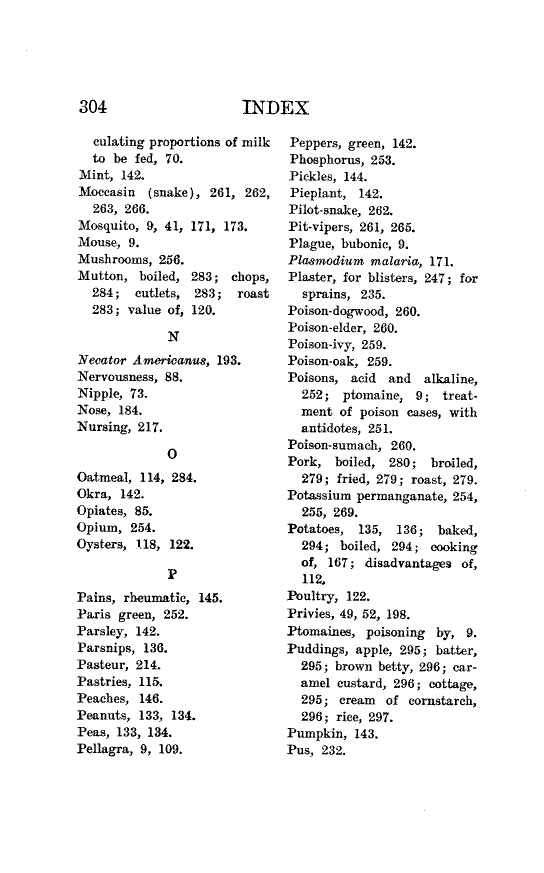 304 INDEX
culating proportions of milk
to be fed, 70.
Mint, 142.
Moccasin (snake), 261, 262,
263, 266.
Mosquito, 9, 41, 171, 173.
Mouse, 9.
Mushrooms, 256.
Mutton, boiled, 283; chops,
284; cutlets, 283; roast
283; value of, 120.
N
Necator Americanus, 193.
Nervousness, 88.
Nipple, 73.
Nose, 184.
Nursing, 217.
O
Oatmeal, 114, 284.
Okra, 142.
Opiates, 85.
Opium, 254.
Oysters, 118, 122.
P
Pains, rheumatic, 145.
Paris green, 252.
Parsley, 142.
Parsnips, 136.
Pasteur, 214.
Pastries, 115.
Peaches, 146.
Peanuts, 133, 134.
Peas, 133, 134.
Pellagra, 9, 109.
Peppers, green, 142.
Phosphorus, 253.
Pickles, 144.
Pieplant, 142.
Pilot-snake, 262.
Pit-vipers, 261, 265.
Plague, bubonic, 9.
Plasmodium malaria, 171.
Plaster, for blisters, 247; for
sprains, 235.
Poison-dogwood, 260.
Poison-elder, 260.
Poison-ivy, 259.
Poison-oak, 259.
Poisons, acid and alkaline,
252; ptomaine, 9; treat-
ment of poison cases, with
antidotes, 251.
Poison-sumach, 260.
Pork, boiled, 280; broiled,
279; fried, 279; roast, 279.
Potassium permanganate, 254,
255, 269.
Potatoes, 135, 136; baked,
294; boiled, 294; cooking
of, 167; disadvantages of,
112.
Poultry, 122.
Privies, 49, 52, 198.
Ptomaines, poisoning by, 9.
Puddings, apple, 295; batter,
295; brown betty, 296; car-
amel custard, 296; cottage,
295; cream of cornstarch,
296; rice, 297.
Pumpkin, 143.
Pus, 232.